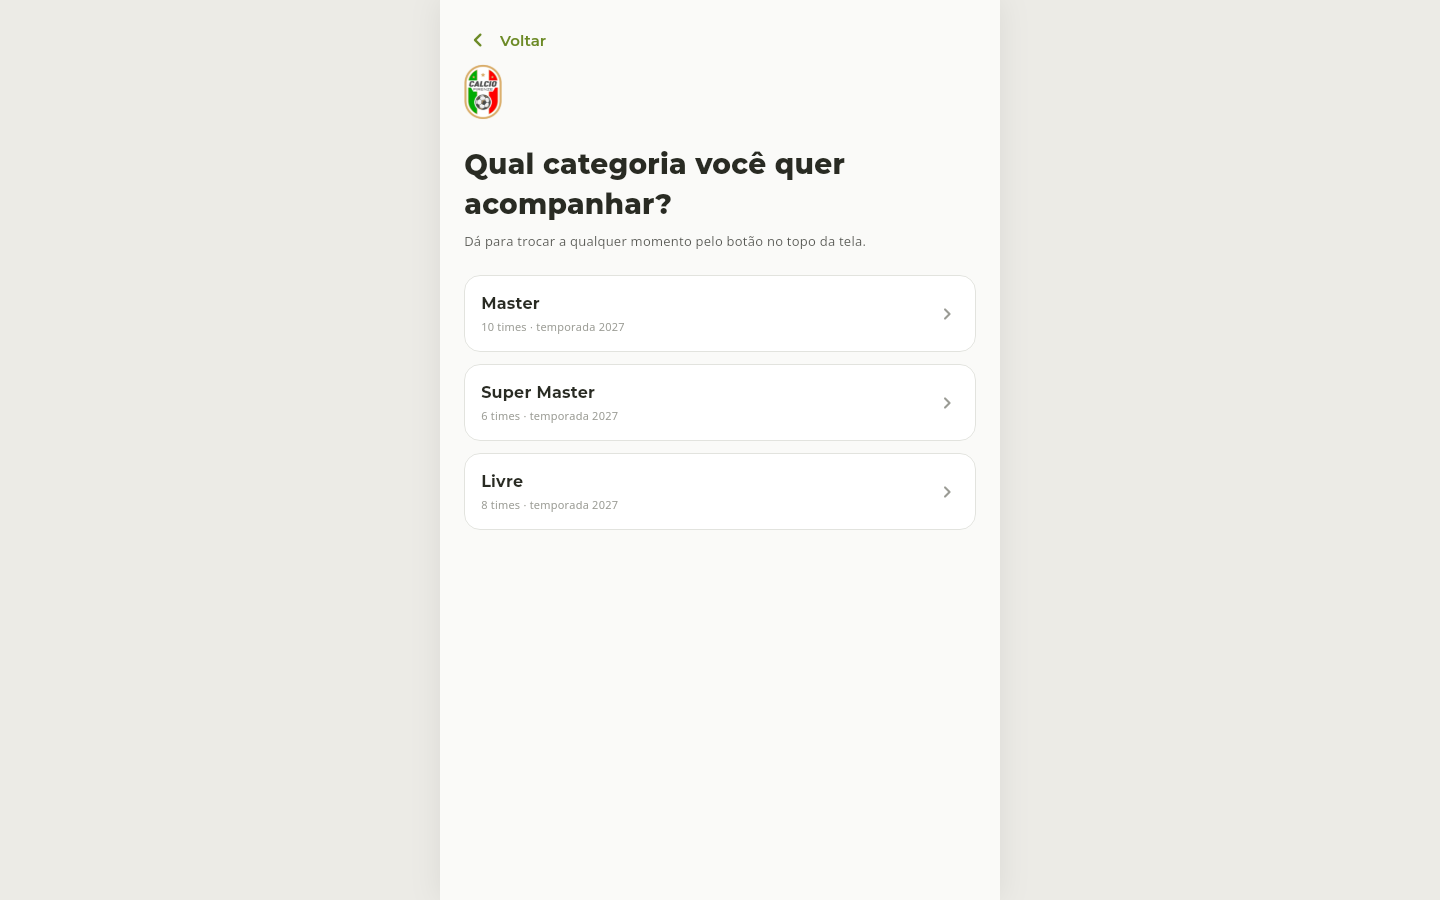 Voltar
CALCIO
Qual categoria você quer
acompanhar?
Dá para trocar a qualquer momento pelo botão no topo da tela.
Master
10 times · temporada 2027
Super Master
6 times · temporada 2027
Livre
8 times · temporada 2027